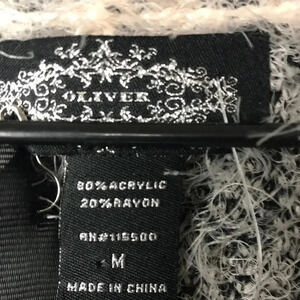 OLIVER
80% ACRYLIC
20% RAYON
RN#115500
M
MADE IN CHINA